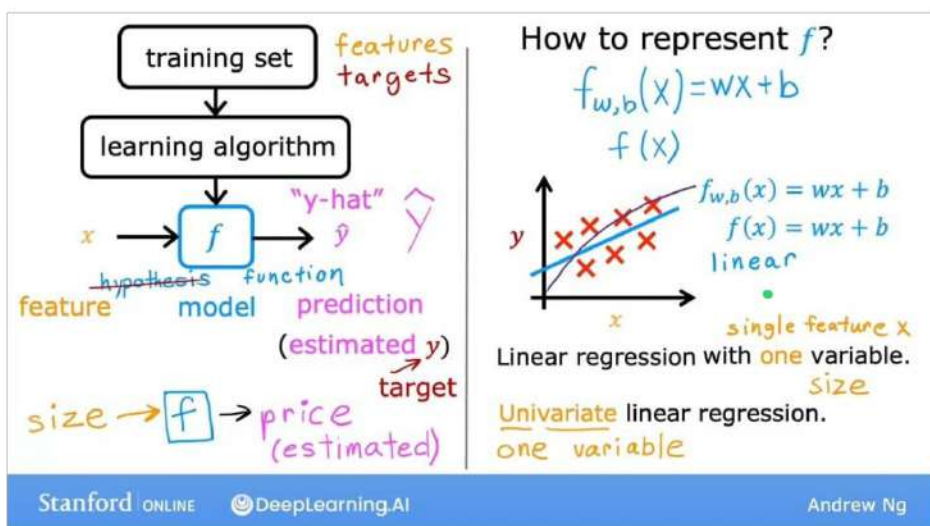 training set
features
targets
learning algorithm
"y-hat"
x
f
ŷ
ŷ
hypothesis function
feature model prediction
(estimated y)
target
size → f → price
(estimated)
How to represent f?
f_{w,b}(x) = wx + b
f(x)
y
f_{w,b}(x) = wx + b
f(x) = wx + b
linear
x
single feature x
Linear regression with one variable.
size
Univariate linear regression.
one variable
Stanford ONLINE
DeepLearning.AI
Andrew Ng